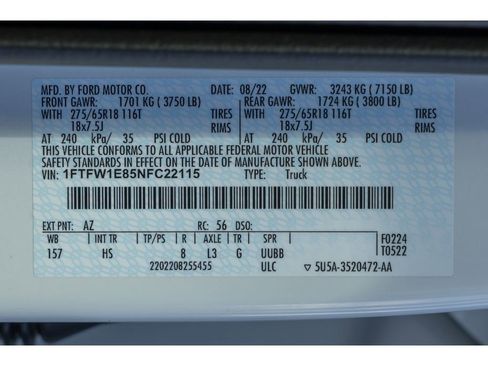 MFD. BY FORD MOTOR CO. DATE: 08/22 GVWR: 3243 KG ( 7150 LB)
FRONT GAWR: 1701 KG ( 3750 LB) REAR GAWR: 1724 KG ( 3800 LB)
WITH 275/65R18 116T TIRES WITH 275/65R18 116T TIRES
18x7.5J RIMS 18x7.5J RIMS
AT 240 kPa/ 35 PSI COLD AT 240 kPa/ 35 PSI COLD
THIS VEHICLE CONFORMS TO ALL APPLICABLE FEDERAL MOTOR VEHICLE
SAFETY STANDARDS IN EFFECT ON THE DATE OF MANUFACTURE SHOWN ABOVE.
VIN: 1FTFW1E85NFC22115 TYPE: Truck
EXT PNT: AZ RC: 56 DSO: F0224
WB INT TR TP/PS R AXLE TR SPR T0522
157 HS 8 L3 G UUBB
2202208255455 ULC ▽ 5U5A-3520472-AA